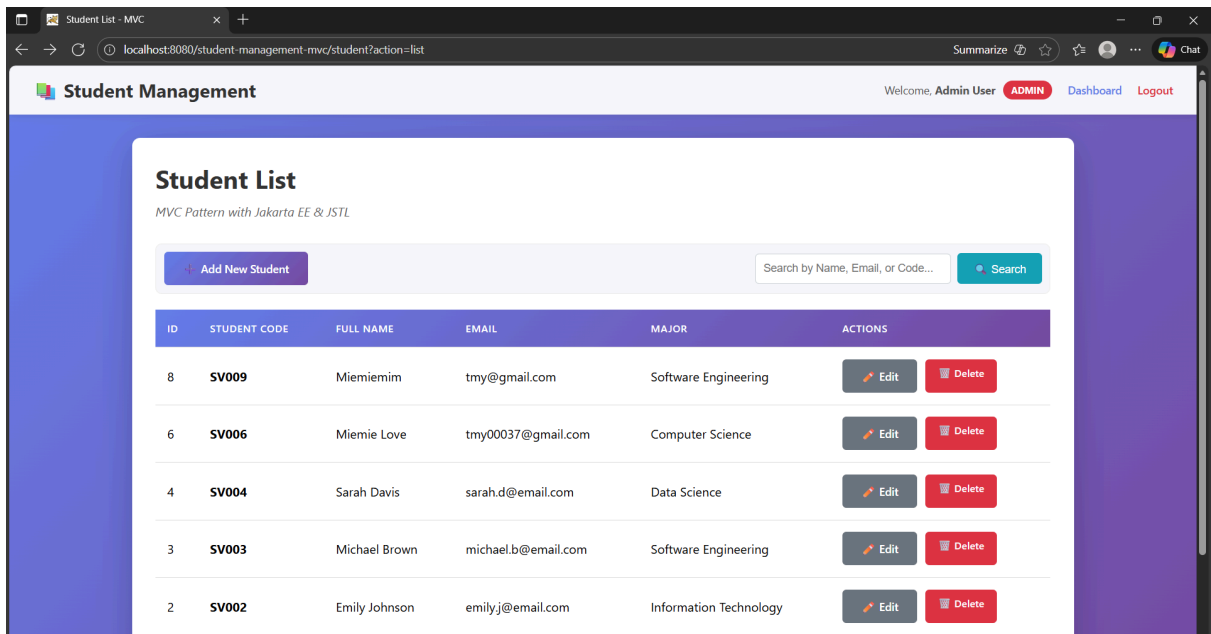 Student List - MVC
localhost:8080/student-management-mvc/student?action=list
Summarize
Chat
Student Management
Welcome, Admin User ADMIN Dashboard Logout
Student List
MVC Pattern with Jakarta EE & JSTL
Add New Student
Search by Name, Email, or Code... Search
ID STUDENT CODE FULL NAME EMAIL MAJOR ACTIONS
8 SV009 Miemiemim tmy@gmail.com Software Engineering Edit Delete
6 SV006 Miemie Love tmy00037@gmail.com Computer Science Edit Delete
4 SV004 Sarah Davis sarah.d@email.com Data Science Edit Delete
3 SV003 Michael Brown michael.b@email.com Software Engineering Edit Delete
2 SV002 Emily Johnson emily.j@email.com Information Technology Edit Delete